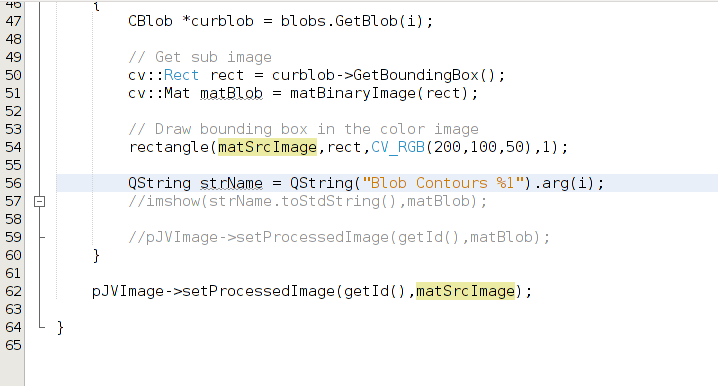 46 {
47 CBlob *curblob = blobs.GetBlob(i);
48
49 // Get sub image
50 cv::Rect rect = curblob->GetBoundingBox();
51 cv::Mat matBlob = matBinaryImage(rect);
52
53 // Draw bounding box in the color image
54 rectangle(matSrcImage,rect,CV_RGB(200,100,50),1);
55
56 QString strName = QString("Blob Contours %1").arg(i);
57 //imshow(strName.toStdString(),matBlob);
58
59 //pJVImage->setProcessedImage(getId(),matBlob);
60 }
61
62 pJVImage->setProcessedImage(getId(),matSrcImage);
63
64 }
65